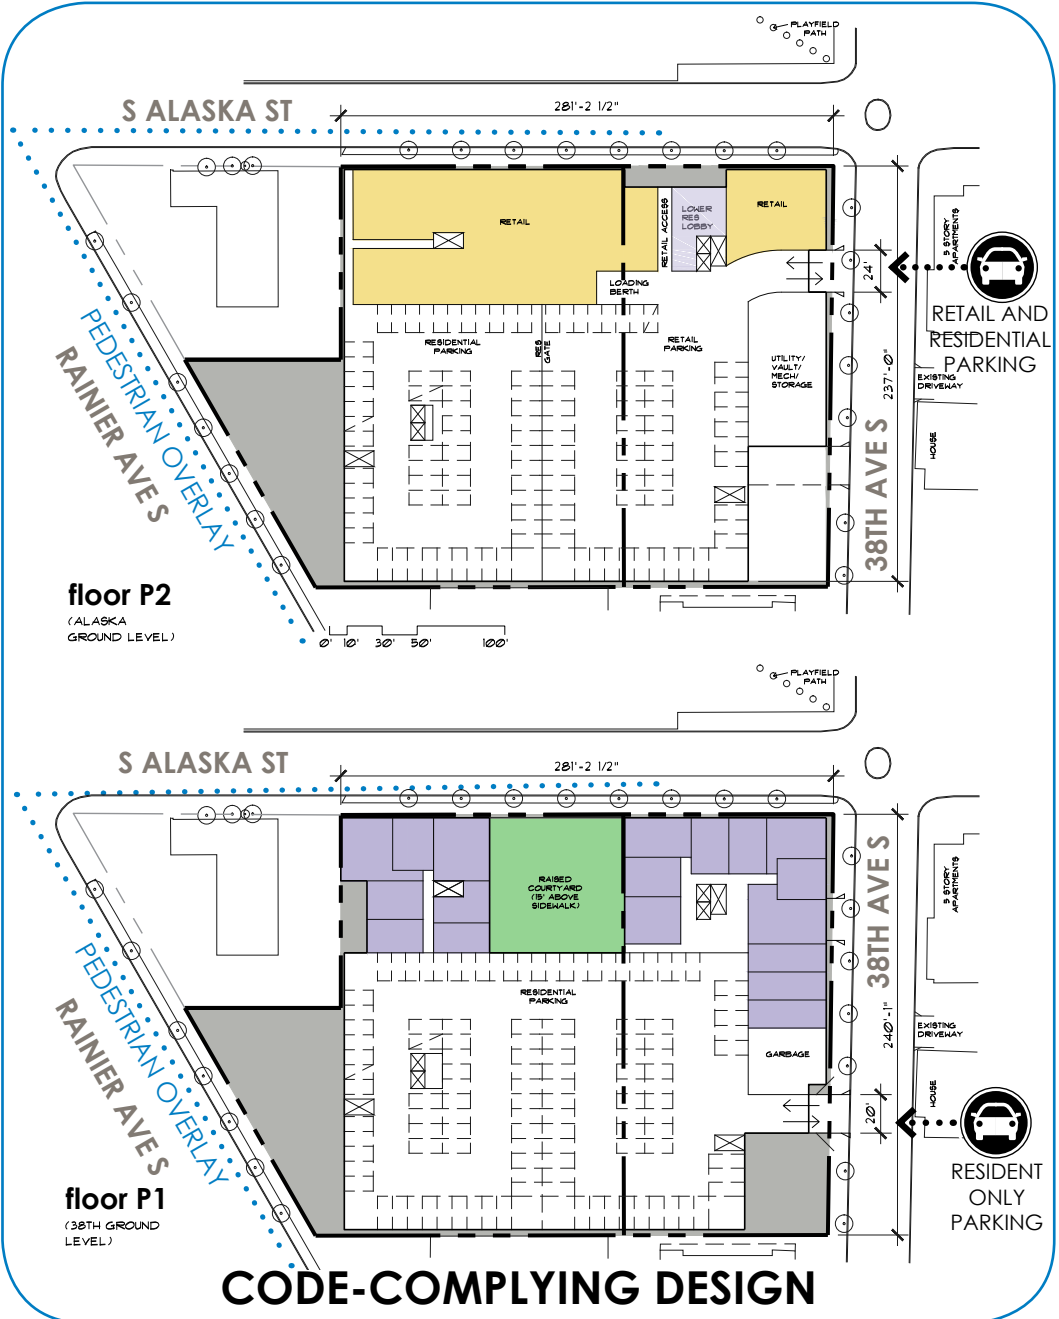 PLAYFIELD
PATH
S ALASKA ST
281'-2 1/2"
RETAIL
RETAIL ACCESS
LOWER
RES
LOBBY
RETAIL
5 STORY
APARTMENTS
24'
LOADING
BERTH
RETAIL AND
RESIDENTIAL
PARKING
RESIDENTIAL
PARKING
RES
GATE
RETAIL
PARKING
UTILITY/
VAULT/
MECH/
STORAGE
237'-0"
EXISTING
DRIVEWAY
HOUSE
38TH AVE S
PEDESTRIAN OVERLAY
RAINIER AVE S
floor P2
(ALASKA
GROUND LEVEL)
0' 10' 30' 50' 100'
PLAYFIELD
PATH
S ALASKA ST
281'-2 1/2"
RAISED
COURTYARD
(15' ABOVE
SIDEWALK)
38TH AVE S
5 STORY
APARTMENTS
RESIDENTIAL
PARKING
240'-1"
EXISTING
DRIVEWAY
GARBAGE
HOUSE
20'
RESIDENT
ONLY
PARKING
PEDESTRIAN OVERLAY
RAINIER AVE S
floor P1
(38TH GROUND
LEVEL)
CODE-COMPLYING DESIGN